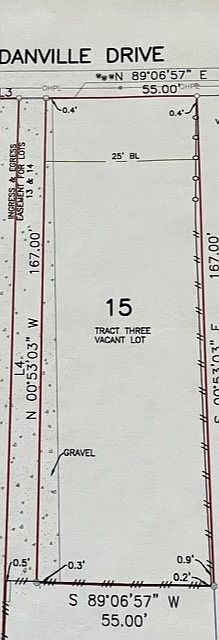 DANVILLE DRIVE
***N 89°06'57" E
L3
OHPL
55.00'
OHPL
0.4'
0.4'
25' BL
INGRESS & EGRESS
EASEMENT FOR LOTS
13 & 14
167.00'
167.00'
15
TRACT THREE
VACANT LOT
L4
N 00°53'03" W
S 00°53'03" E
GRAVEL
0.5'
0.3'
0.9'
0.2'
S 89°06'57" W
55.00'